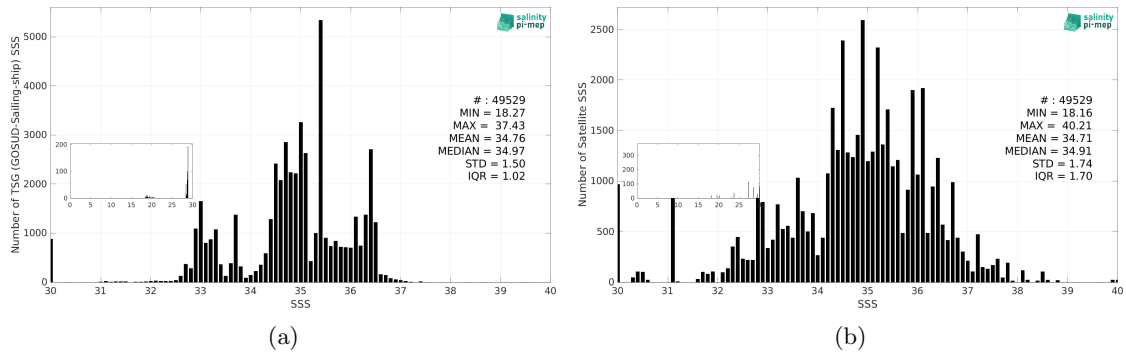 salinity
pi-mep
Number of TSG (GOSUD-Sailing-ship) SSS
5000
4000
3000
2000
1000
0
# : 49529
MIN = 18.27
MAX = 37.43
MEAN = 34.76
MEDIAN = 34.97
STD = 1.50
IQR = 1.02
200
100
0
0 5 10 15 20 25 30
30 31 32 33 34 35 36 37 38 39 40
SSS
(a)
salinity
pi-mep
Number of Satellite SSS
2500
2000
1500
1000
500
0
# : 49529
MIN = 18.16
MAX = 40.21
MEAN = 34.71
MEDIAN = 34.91
STD = 1.74
IQR = 1.70
300
200
100
0
0 5 10 15 20 25
30 31 32 33 34 35 36 37 38 39 40
SSS
(b)